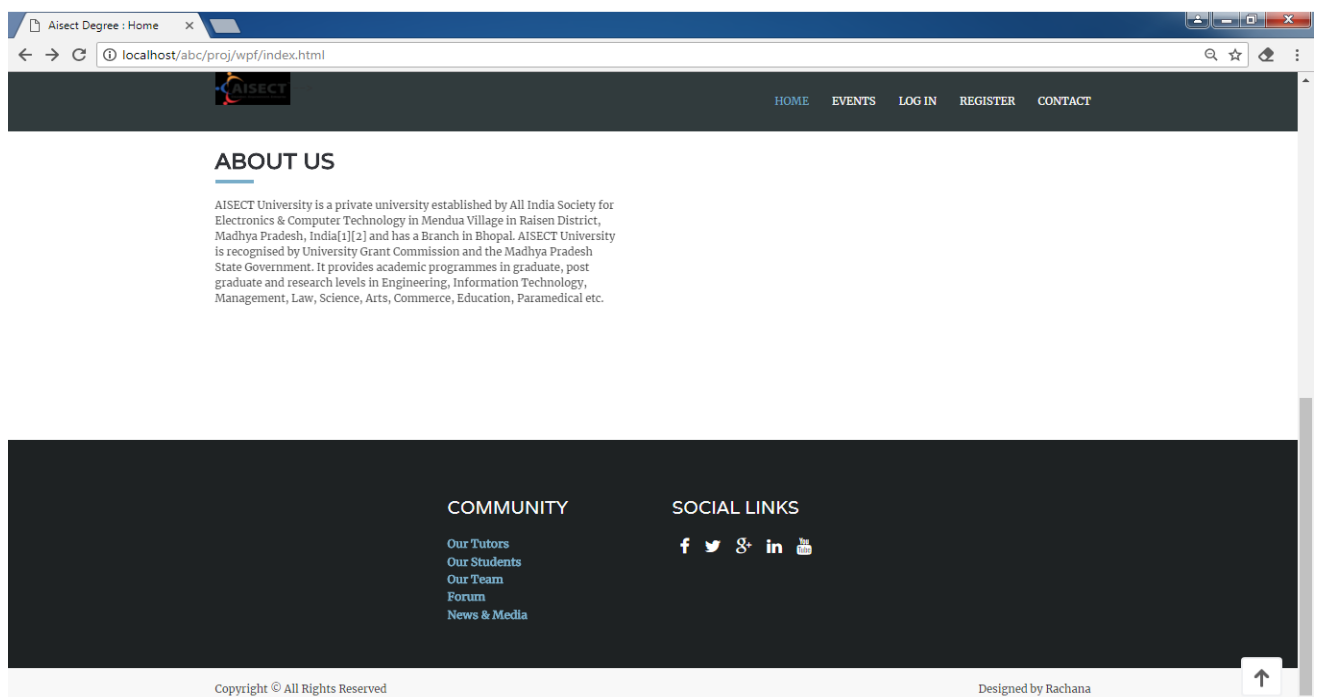 Aisect Degree : Home
localhost/abc/proj/wpf/index.html
AISECT
HOME EVENTS LOG IN REGISTER CONTACT
ABOUT US
AISECT University is a private university established by All India Society for
Electronics & Computer Technology in Mendua Village in Raisen District,
Madhya Pradesh, India[1][2] and has a Branch in Bhopal. AISECT University
is recognised by University Grant Commission and the Madhya Pradesh
State Government. It provides academic programmes in graduate, post
graduate and research levels in Engineering, Information Technology,
Management, Law, Science, Arts, Commerce, Education, Paramedical etc.
COMMUNITY
Our Tutors
Our Students
Our Team
Forum
News & Media
SOCIAL LINKS
f g+ in You Tube
Copyright © All Rights Reserved
Designed by Rachana